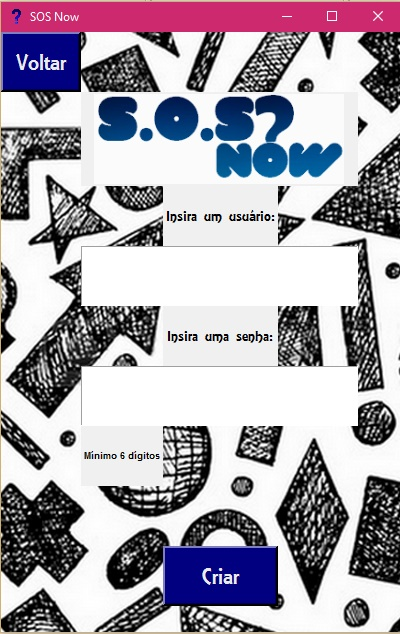 SOS Now
Voltar
S.O.S?
NOW
Insira um usuário:
Insira uma senha:
Mínimo 6 dígitos
Criar